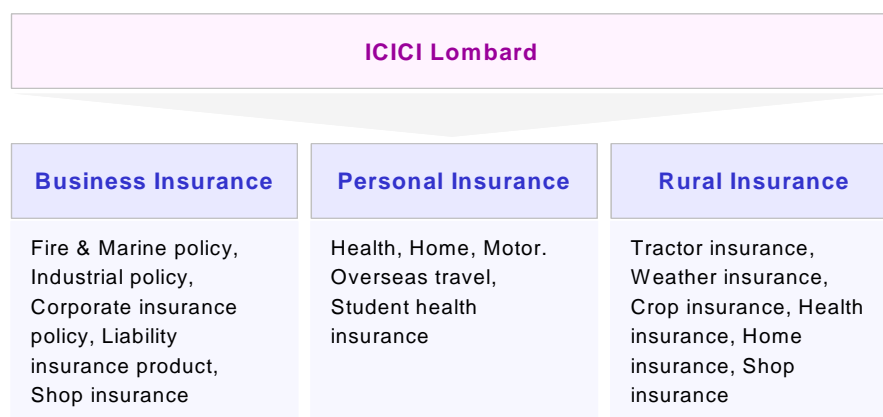 ICICI Lombard
Business Insurance
Fire & Marine policy,
Industrial policy,
Corporate insurance
policy, Liability
insurance product,
Shop insurance
Personal Insurance
Health, Home, Motor.
Overseas travel,
Student health
insurance
Rural Insurance
Tractor insurance,
Weather insurance,
Crop insurance, Health
insurance, Home
insurance, Shop
insurance